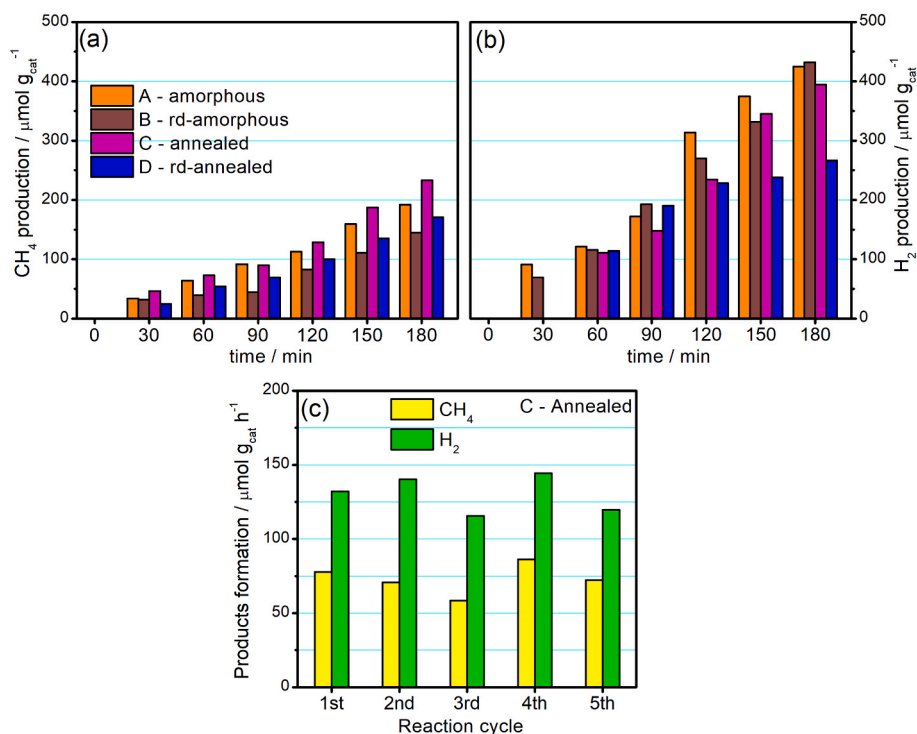 (a)
CH₄ production / μmol g_cat⁻¹
500
400
300
200
100
0
A - amorphous
B - rd-amorphous
C - annealed
D - rd-annealed
0 30 60 90 120 150 180
time / min
(b)
500
400
300
200
100
0
H₂ production / μmol g_cat⁻¹
0 30 60 90 120 150 180
time / min
(c)
CH₄
H₂
C - Annealed
Products formation / μmol g_cat h⁻¹
200
150
100
50
0
1st 2nd 3rd 4th 5th
Reaction cycle